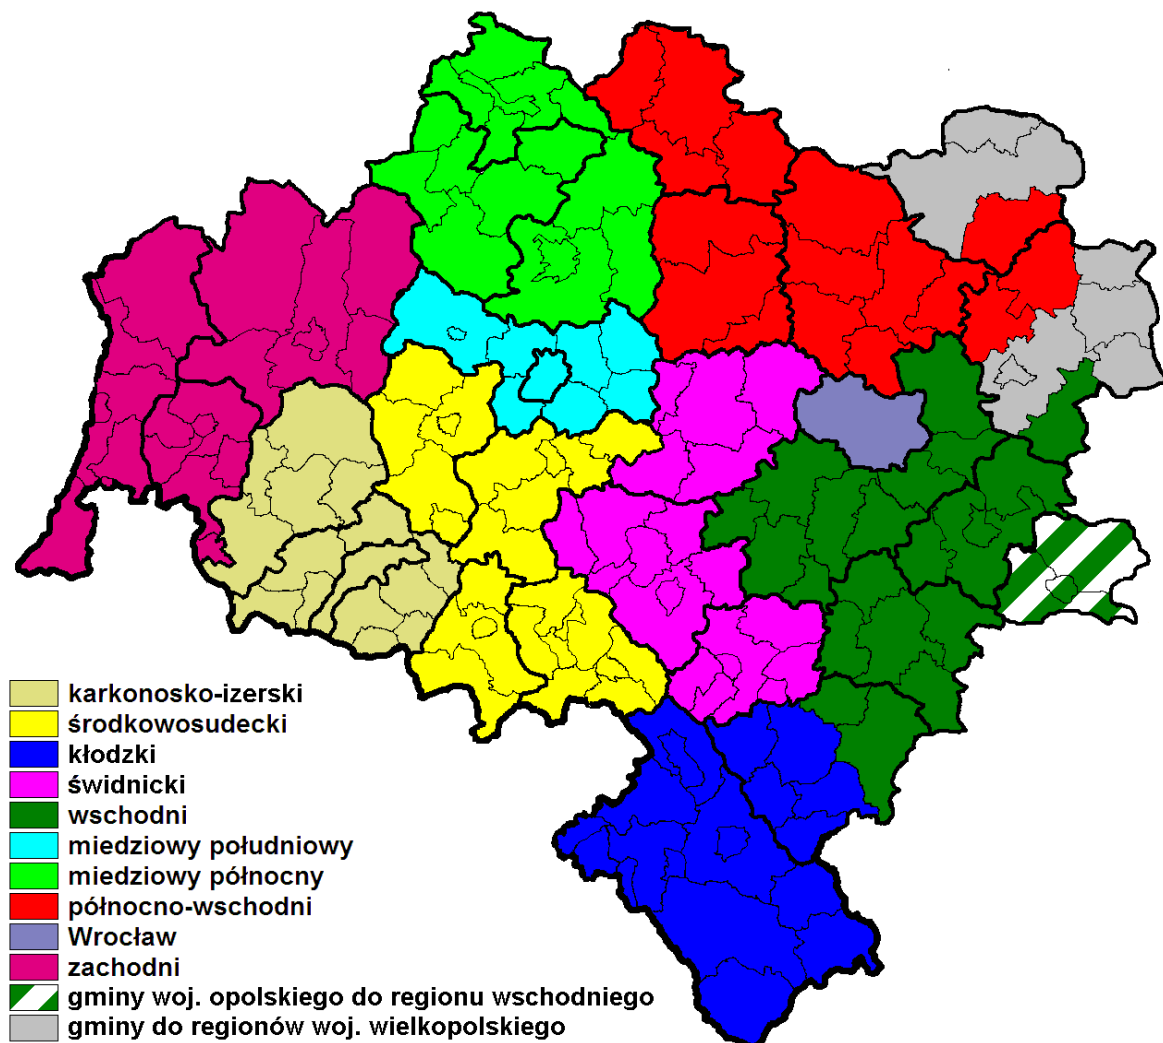 karkonosko-izerski
środkowosudecki
kłodzki
świdnicki
wschodni
miedziowy południowy
miedziowy północny
północno-wschodni
Wrocław
zachodni
gminy woj. opolskiego do regionu wschodniego
gminy do regionów woj. wielkopolskiego